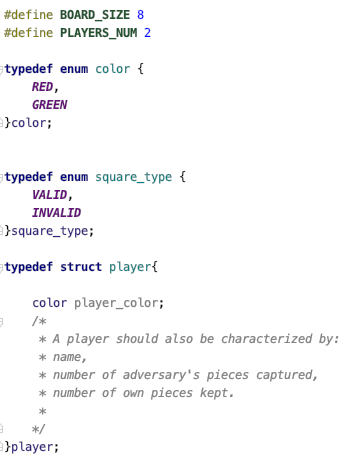 #define BOARD_SIZE 8
#define PLAYERS_NUM 2
typedef enum color {
RED,
GREEN
}color;
typedef enum square_type {
VALID,
INVALID
}square_type;
typedef struct player{
color player_color;
/*
* A player should also be characterized by:
* name,
* number of adversary's pieces captured,
* number of own pieces kept.
*
*/
}player;